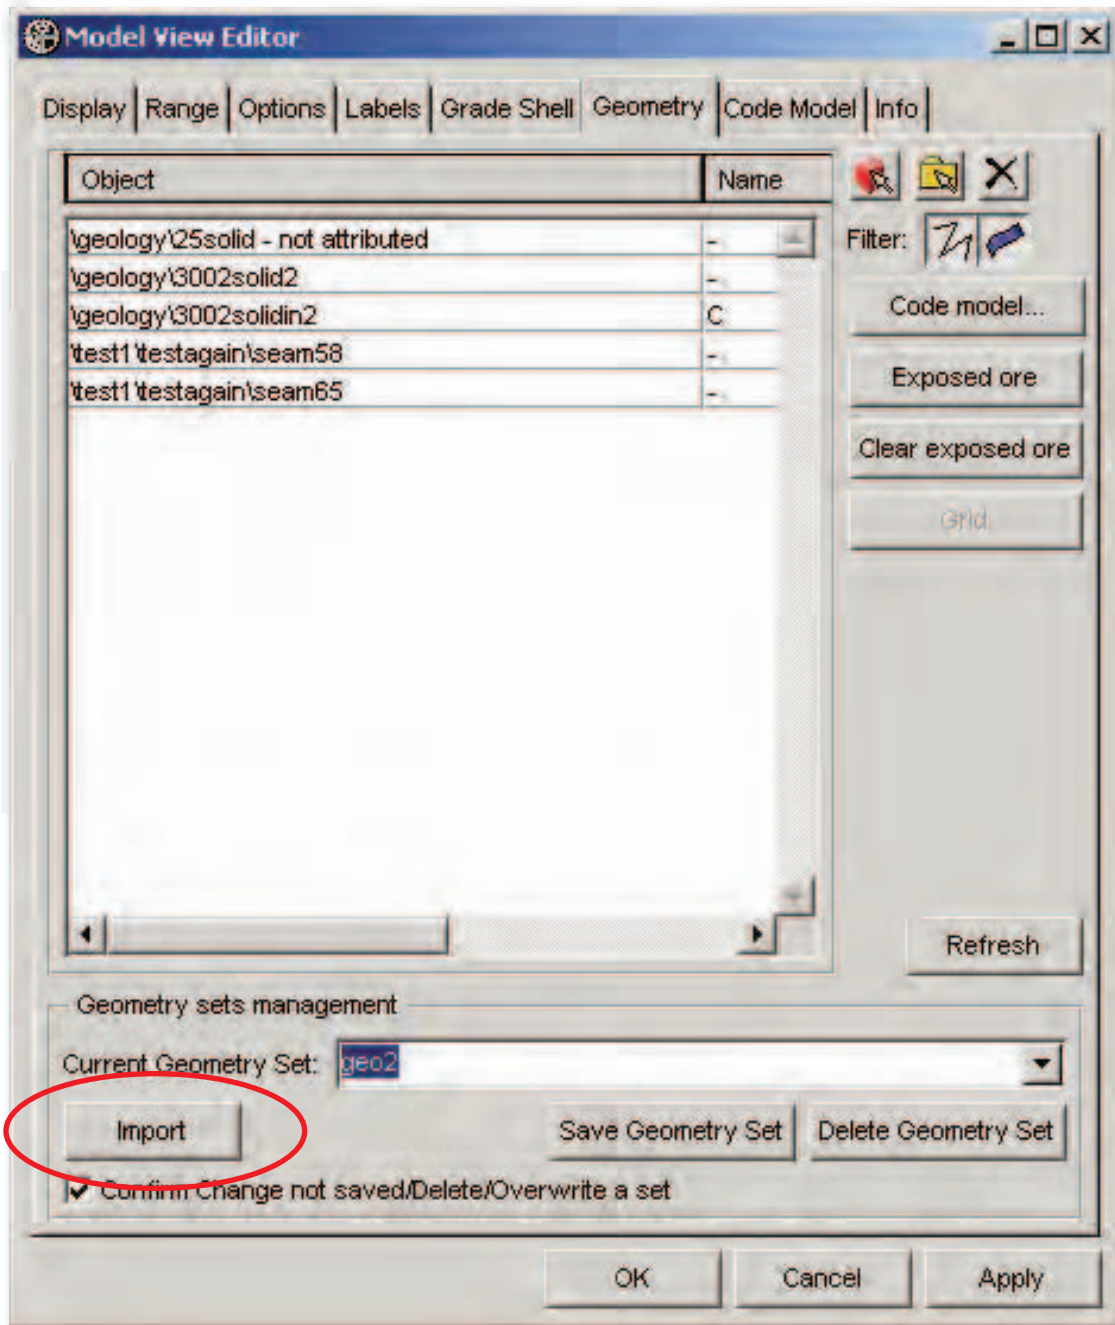 Model View Editor
Display Range Options Labels Grade Shell Geometry Code Model Info
Object Name
\geology\25solid - not attributed -
Filter:
\geology\3002solid2 -
Code model...
\geology\3002solidin2 C
\test1\testagain\seam58 -
Exposed ore
\test1\testagain\seam65 -
Clear exposed ore
Grid
Refresh
Geometry sets management
Current Geometry Set: geo2
Import Save Geometry Set Delete Geometry Set
Confirm Change not saved/Delete/Overwrite a set
OK Cancel Apply